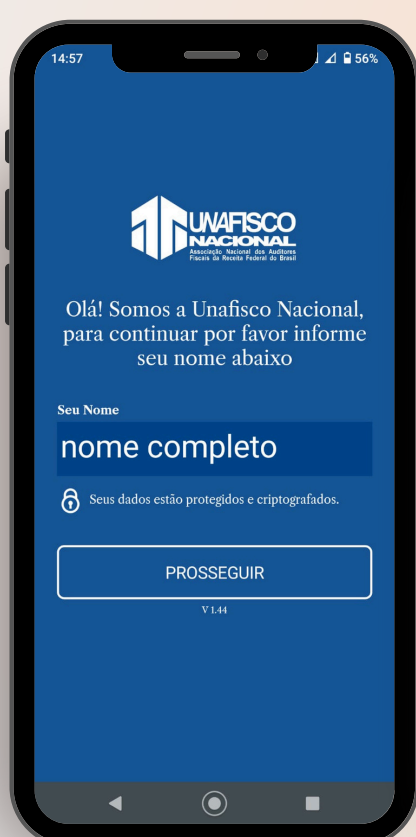 14:57
56%
UNAFISCO
NACIONAL
Associação Nacional dos Auditores
Fiscais da Receita Federal do Brasil
Olá! Somos a Unafisco Nacional,
para continuar por favor informe
seu nome abaixo
Seu Nome
nome completo
Seus dados estão protegidos e criptografados.
PROSSEGUIR
V 1.44